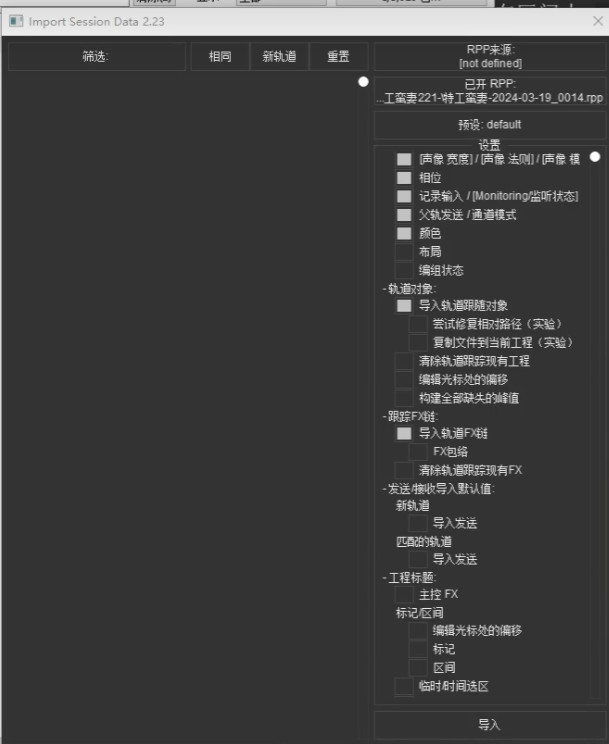 Import Session Data 2.23
筛选:
相同
新轨道
重置
RPP来源:
[not defined]
已开 RPP:
...工蛮妻221-\特工蛮妻-2024-03-19_0014.rpp
预设: default
设置
[声像 宽度] / [声像 法则] / [声像 模
相位
记录输入 / [Monitoring/监听状态]
父轨发送 / 通道模式
颜色
布局
编组状态
- 轨道对象:
导入轨道跟随对象
尝试修复相对路径（实验）
复制文件到当前工程（实验）
清除轨道跟踪现有工程
编辑光标处的偏移
构建全部缺失的峰值
- 跟踪FX链:
导入轨道FX链
FX包络
清除轨道跟踪现有FX
- 发送/接收导入默认值:
新轨道
导入发送
匹配的轨道
导入发送
- 工程标题:
主控 FX
标记/区间
编辑光标处的偏移
标记
区间
临时/时间选区
导入